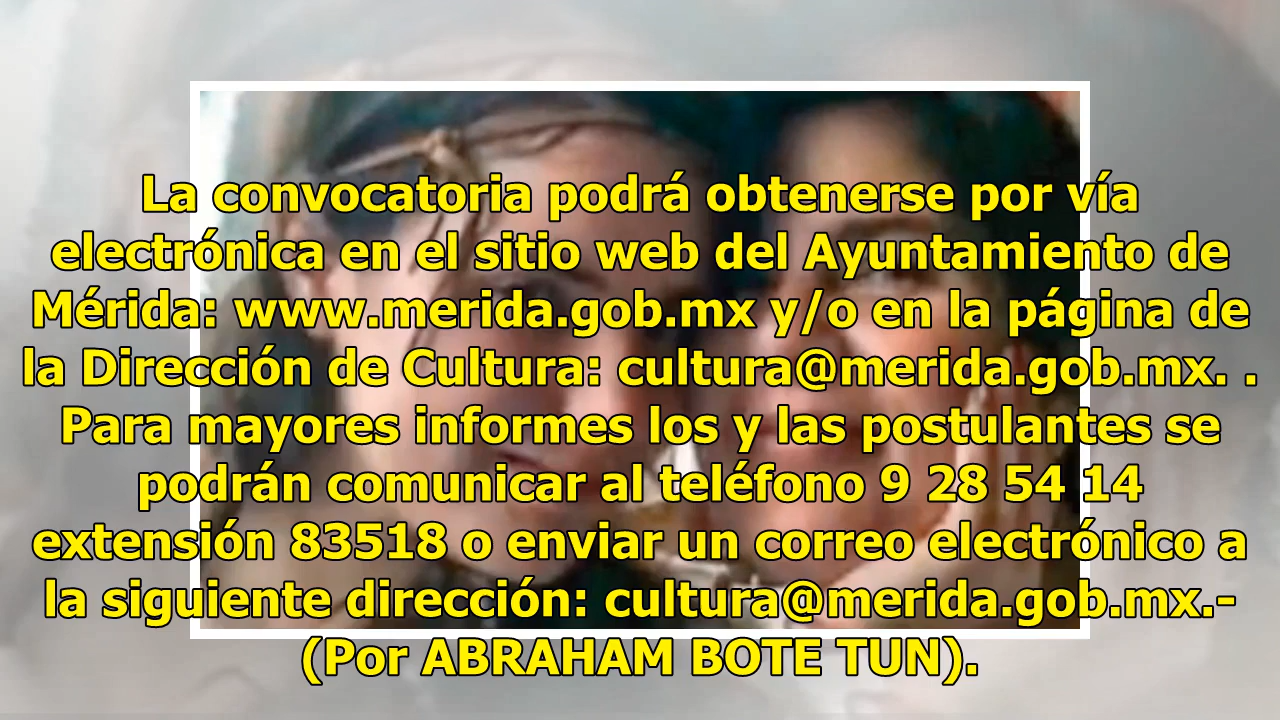 La convocatoria podrá obtenerse por vía
electrónica en el sitio web del Ayuntamiento de
Mérida: www.merida.gob.mx y/o en la página de
la Dirección de Cultura: cultura@merida.gob.mx. .
Para mayores informes los y las postulantes se
podrán comunicar al teléfono 9 28 54 14
extensión 83518 o enviar un correo electrónico a
la siguiente dirección: cultura@merida.gob.mx.-
(Por ABRAHAM BOTE TUN).